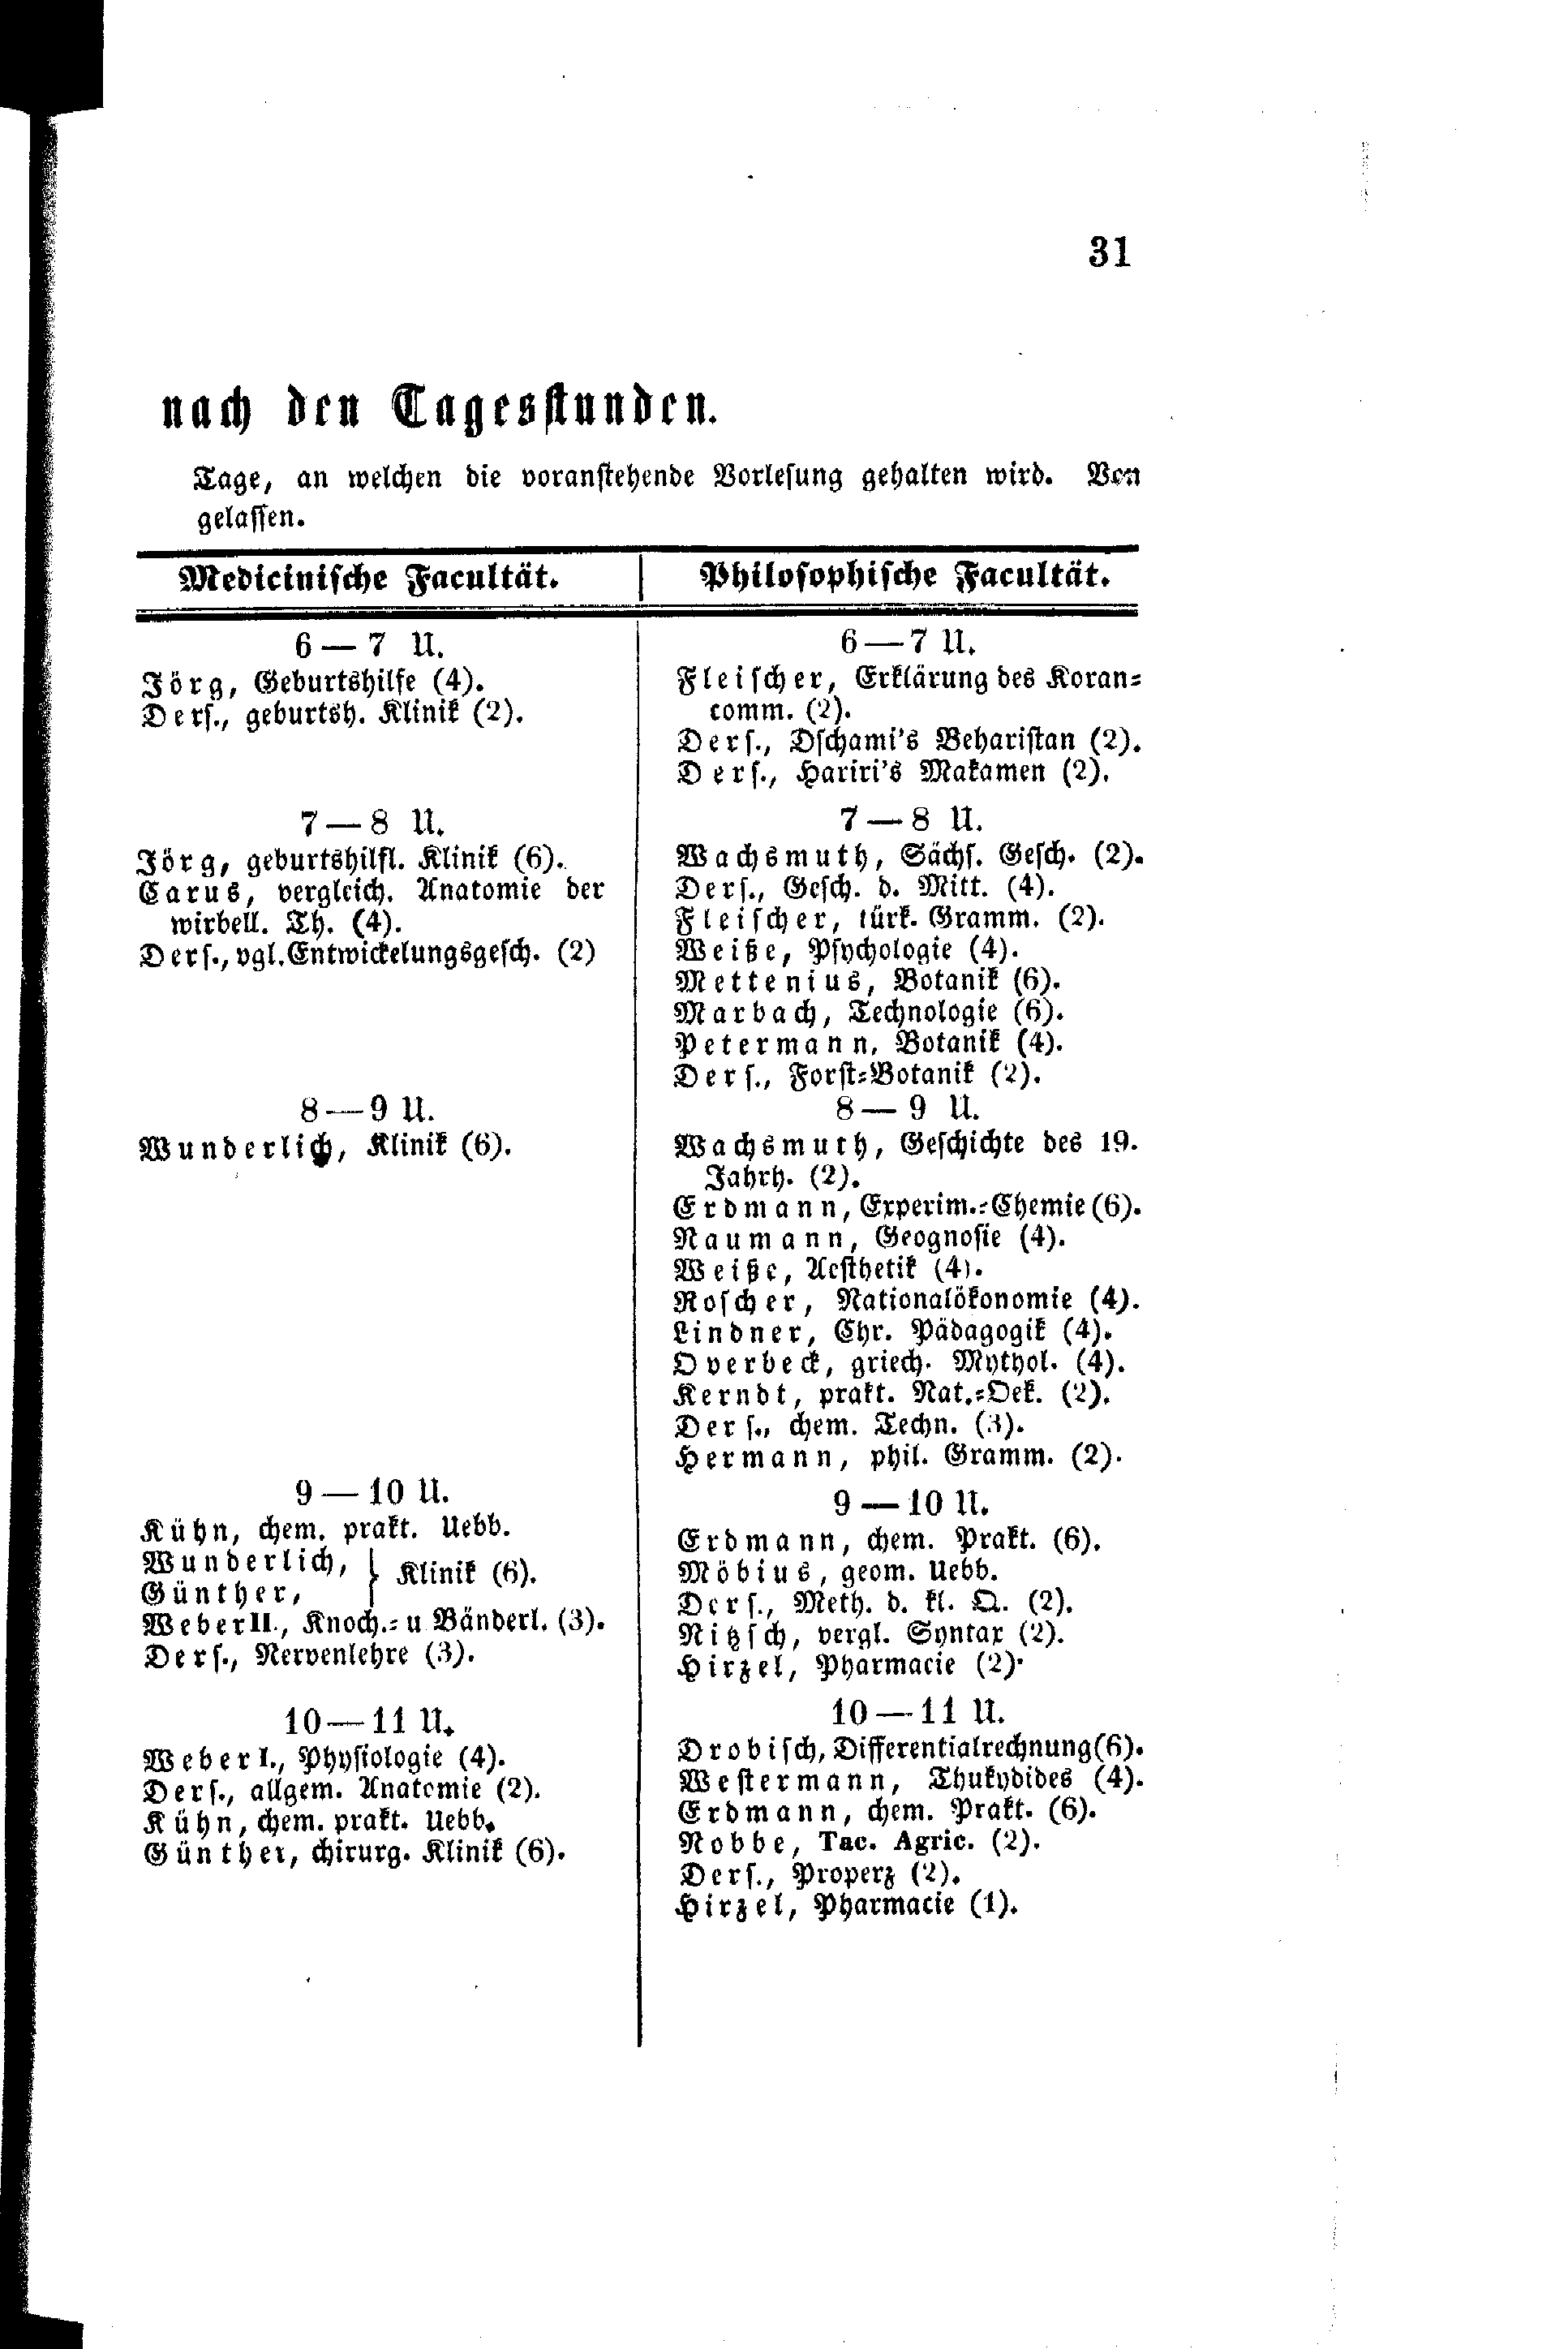 31
nach den Tagesstunden.
Tage, an welchen die voranstehende Vorlesung gehalten wird. Von
gelassen.
Medicinische Facultät.
6 — 7 U.
Jörg, Geburtshilfe (4).
Ders., geburtsh. Klinik (2).
7 — 8 U.
Jörg, geburtshilfl. Klinik (6).
Carus, vergleich. Anatomie der
wirbell. Th. (4).
Ders., vgl. Entwickelungsgesch. (2)
8 — 9 U.
Wunderlich, Klinik (6).
9 — 10 U.
Kühn, chem. prakt. Uebb.
Wunderlich, } Klinik (6).
Günther,
Weber II., Knoch.- u Bänderl. (3).
Ders., Nervenlehre (3).
10 — 11 U.
Weber I., Physiologie (4).
Ders., allgem. Anatomie (2).
Kühn, chem. prakt. Uebb.
Günther, chirurg. Klinik (6).
Philosophische Facultät.
6 — 7 U.
Fleischer, Erklärung des Koran-
comm. (2).
Ders., Dschami's Beharistan (2).
Ders., Hariri's Makamen (2).
7 — 8 U.
Wachsmuth, Sächs. Gesch. (2).
Ders., Gesch. d. Mitt. (4).
Fleischer, türk. Gramm. (2).
Weiße, Psychologie (4).
Mettenius, Botanik (6).
Marbach, Technologie (6).
Petermann, Botanik (4).
Ders., Forst-Botanik (2).
8 — 9 U.
Wachsmuth, Geschichte des 19.
Jahrh. (2).
Erdmann, Experim.-Chemie (6).
Naumann, Geognosie (4).
Weiße, Aesthetik (4).
Roscher, Nationalökonomie (4).
Lindner, Chr. Pädagogik (4).
Overbeck, griech. Mythol. (4).
Kerndt, prakt. Nat.-Oek. (2).
Ders., chem. Techn. (3).
Hermann, phil. Gramm. (2).
9 — 10 U.
Erdmann, chem. Prakt. (6).
Möbius, geom. Uebb.
Ders., Meth. d. kl. Q. (2).
Nitzsch, vergl. Syntax (2).
Hirzel, Pharmacie (2).
10 — 11 U.
Drobisch, Differentialrechnung (6).
Westermann, Thukydides (4).
Erdmann, chem. Prakt. (6).
Nobbe, Tac. Agric. (2).
Ders., Properz (2).
Hirzel, Pharmacie (1).